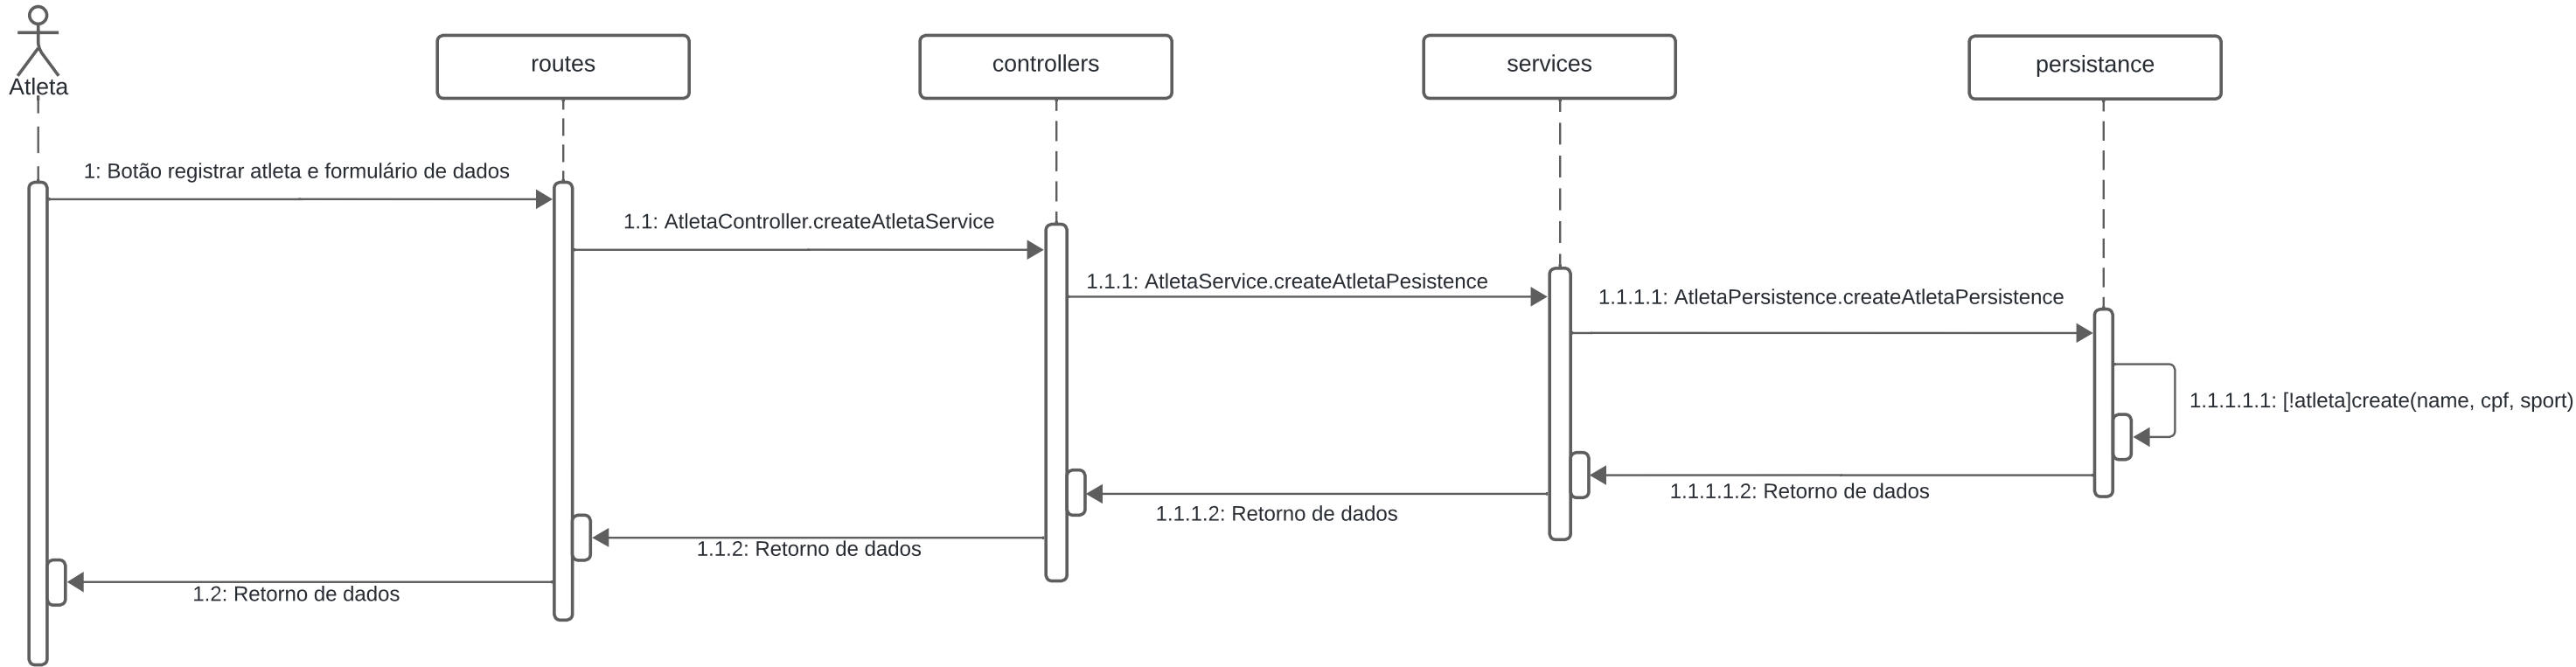 Atleta
routes
controllers
services
persistance
1: Botão registrar atleta e formulário de dados
1.1: AtletaController.createAtletaService
1.1.1: AtletaService.createAtletaPesistence
1.1.1.1: AtletaPersistence.createAtletaPersistence
1.1.1.1.1: [!atleta]create(name, cpf, sport)
1.1.1.1.2: Retorno de dados
1.1.1.2: Retorno de dados
1.1.2: Retorno de dados
1.2: Retorno de dados